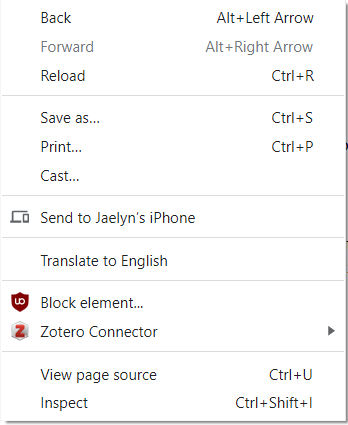 Back Alt+Left Arrow
Forward Alt+Right Arrow
Reload Ctrl+R
Save as... Ctrl+S
Print... Ctrl+P
Cast...
Send to Jaelyn's iPhone
Translate to English
Block element...
Zotero Connector
View page source Ctrl+U
Inspect Ctrl+Shift+I